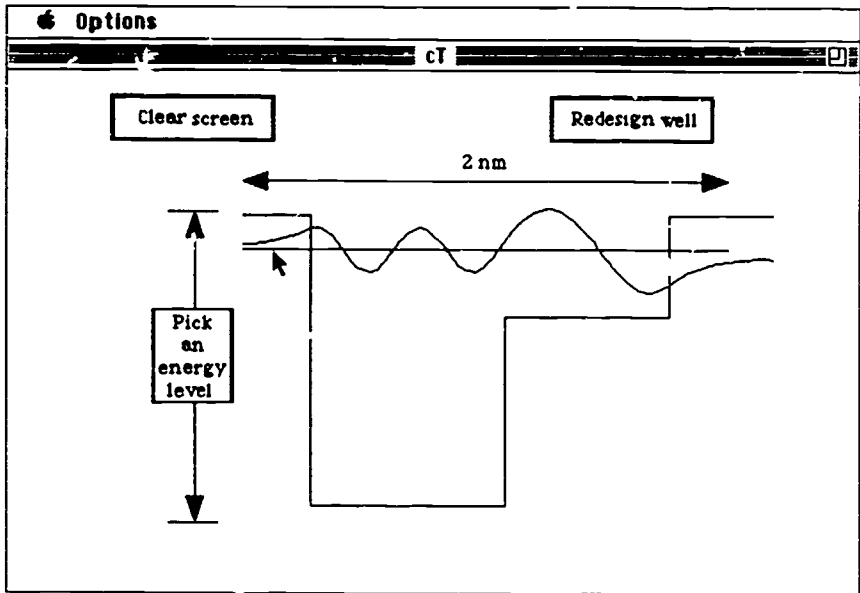 Options
cT
Clear screen
Redesign well
2 nm
Pick
an
energy
level